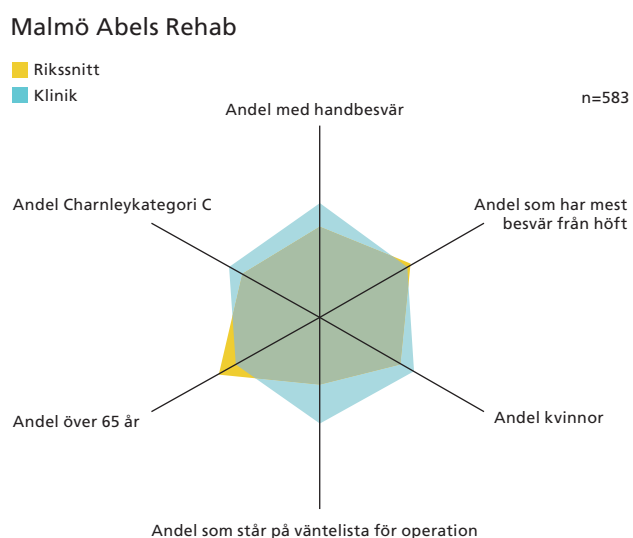 Malmö Abels Rehab
Rikssnitt
Klinik
n=583
Andel med handbesvär
Andel Charnleykategori C
Andel som har mest
besvär från höft
Andel över 65 år
Andel kvinnor
Andel som står på väntelista för operation